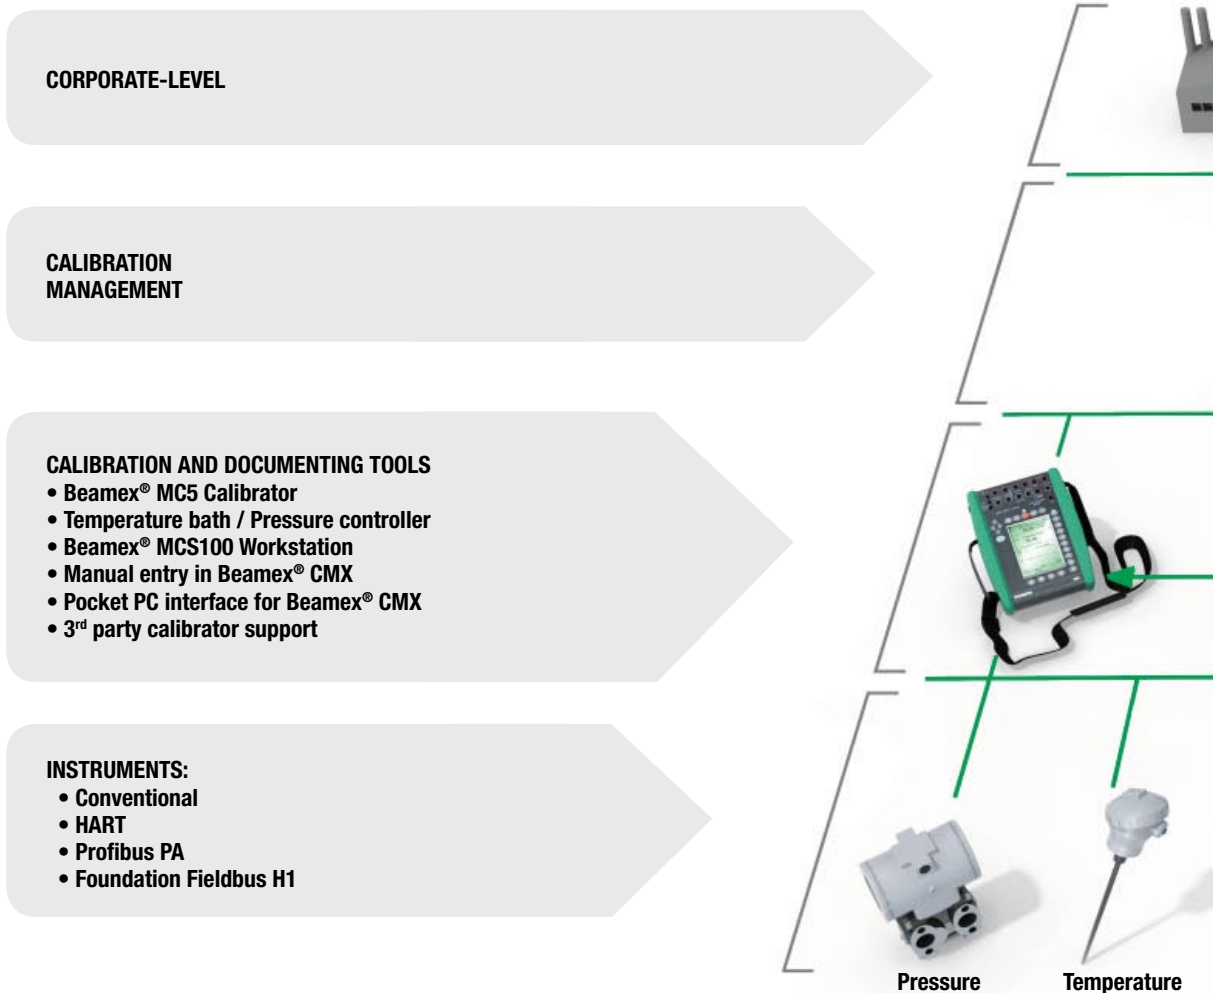 CORPORATE-LEVEL
CALIBRATION
MANAGEMENT
CALIBRATION AND DOCUMENTING TOOLS
• Beamex® MC5 Calibrator
• Temperature bath / Pressure controller
• Beamex® MCS100 Workstation
• Manual entry in Beamex® CMX
• Pocket PC interface for Beamex® CMX
• 3rd party calibrator support
INSTRUMENTS:
• Conventional
• HART
• Profibus PA
• Foundation Fieldbus H1
Pressure Temperature